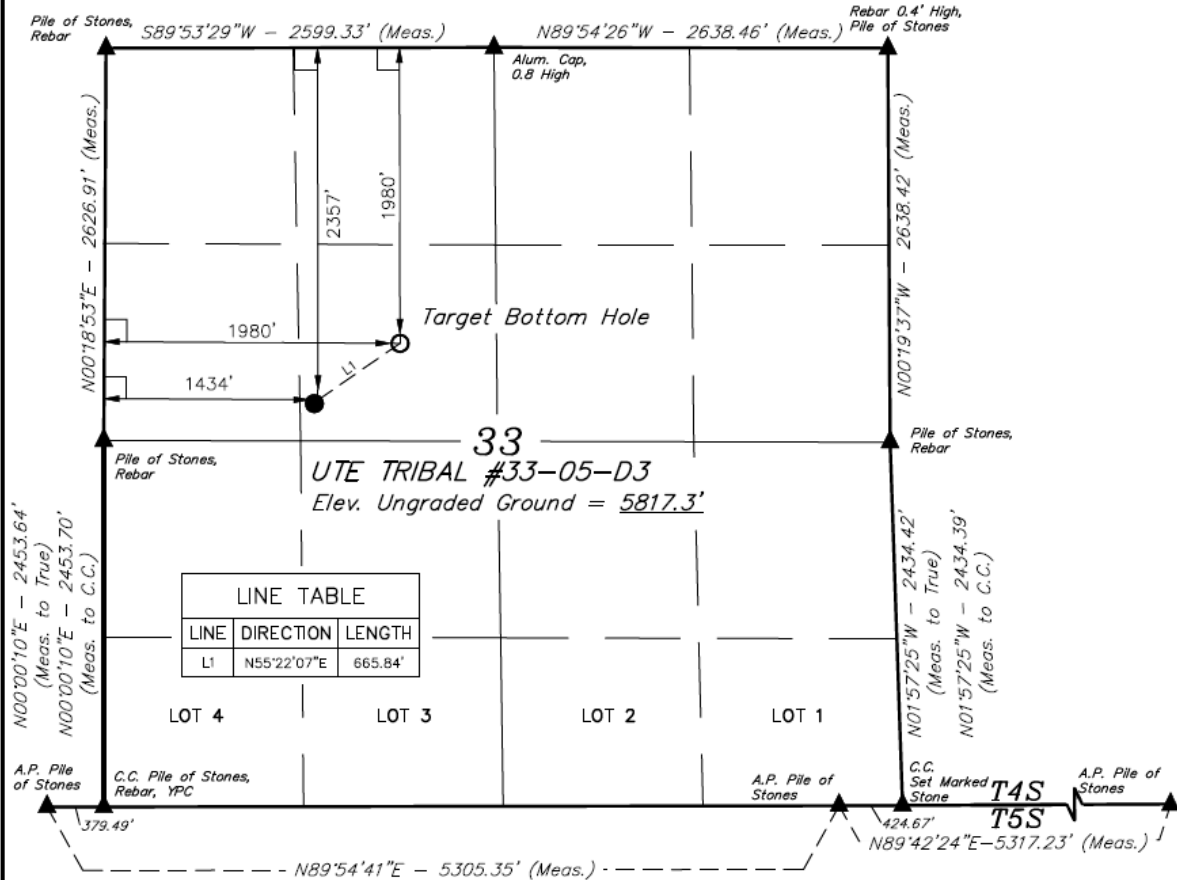 Pile of Stones,
Rebar
S89°53'29"W - 2599.33' (Meas.)
N89°54'26"W - 2638.46' (Meas.)
Rebar 0.4' High,
Pile of Stones
Alum. Cap,
0.8 High
N00°18'53"E - 2626.91' (Meas.)
2357'
1980'
N00°19'37"W - 2638.42' (Meas.)
Target Bottom Hole
1980'
L1
1434'
33
Pile of Stones,
Rebar
Pile of Stones,
Rebar
UTE TRIBAL #33-05-D3
Elev. Ungraded Ground = 5817.3'
N00°00'10"E - 2453.64'
(Meas. to True)
N00°00'10"E - 2453.70'
(Meas. to C.C.)
N01°57'25"W - 2434.42'
(Meas. to True)
N01°57'25"W - 2434.39'
(Meas. to C.C.)
LINE TABLE
LINE DIRECTION LENGTH
L1 N55°22'07"E 665.84'
LOT 4
LOT 3
LOT 2
LOT 1
A.P. Pile
of Stones
C.C. Pile of Stones,
Rebar, YPC
A.P. Pile of
Stones
C.C.
Set Marked
Stone
T4S
T5S
A.P. Pile of
Stones
379.49'
424.67'
N89°42'24"E-5317.23' (Meas.)
N89°54'41"E - 5305.35' (Meas.)